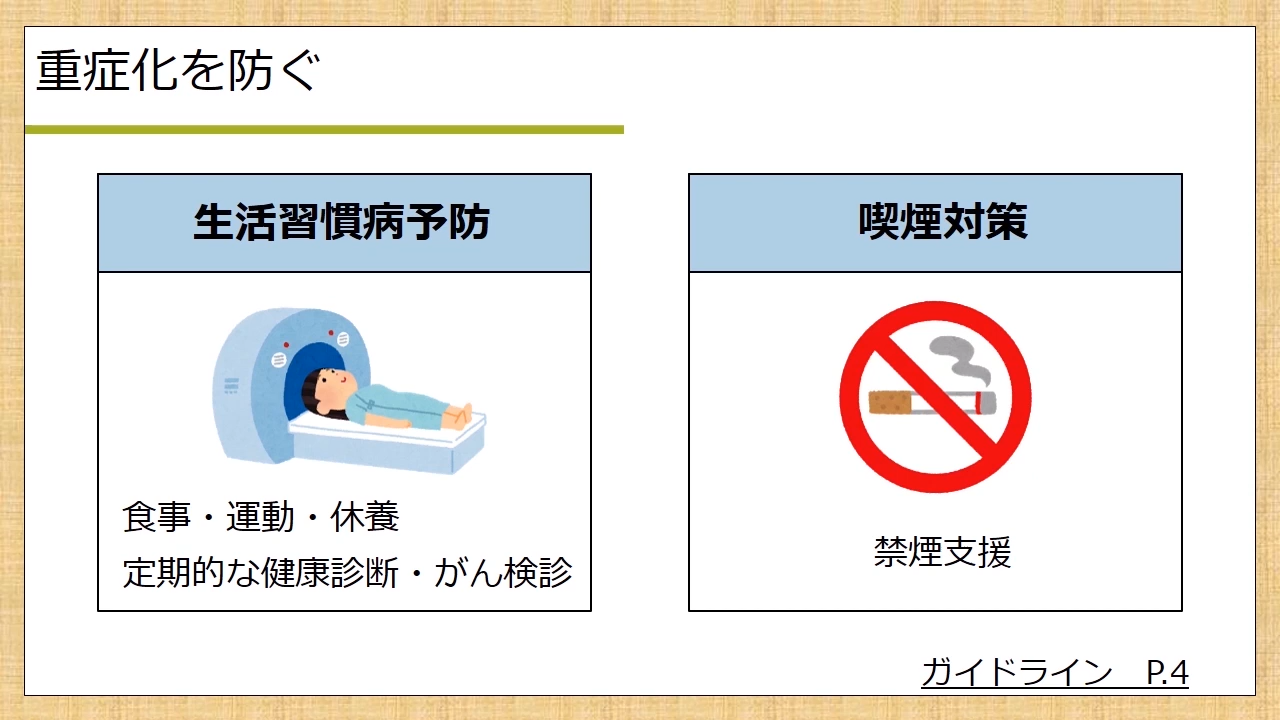 重症化を防ぐ
生活習慣病予防
食事・運動・休養
定期的な健康診断・がん検診
喫煙対策
禁煙支援
ガイドライン　P.4